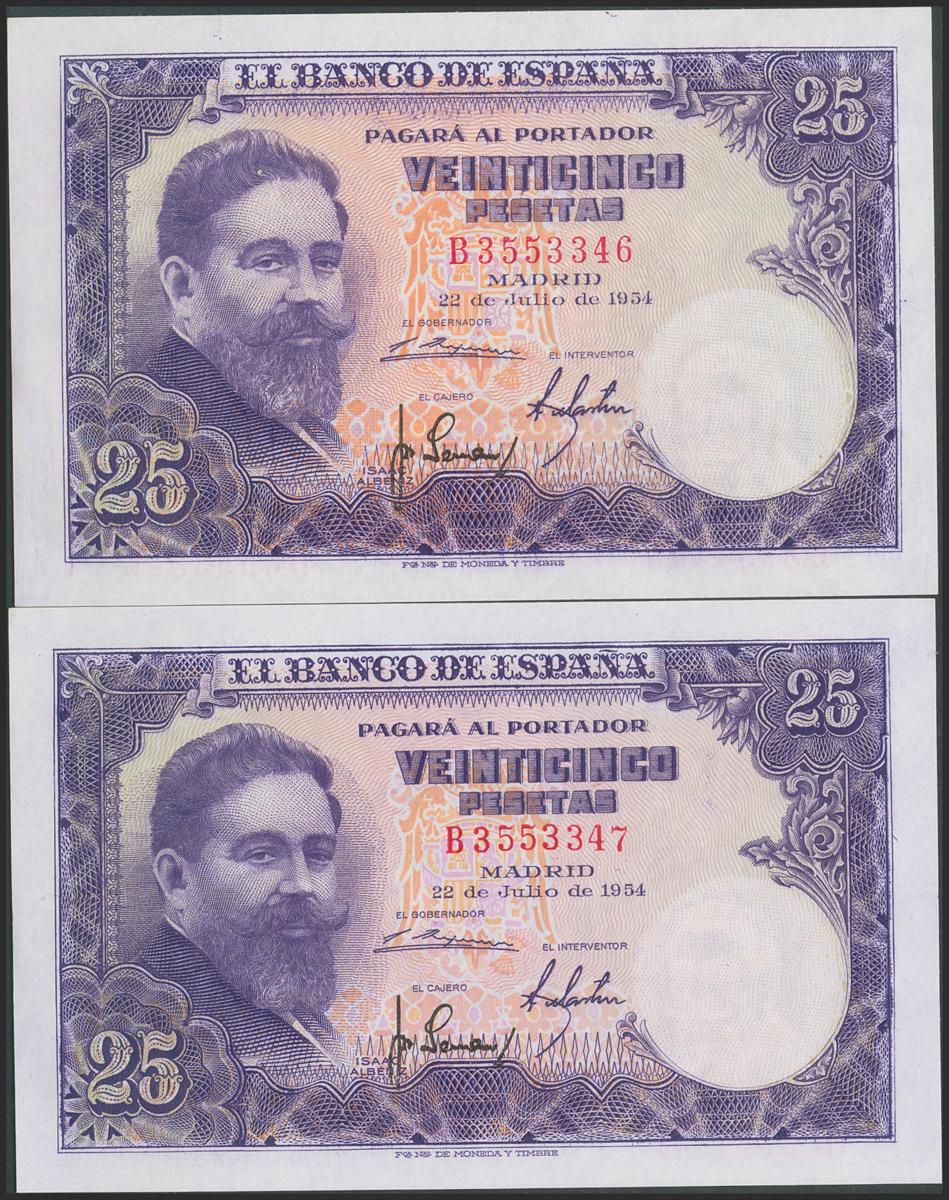 EL BANCO DE ESPAÑA
25
PAGARÁ AL PORTADOR
VEINTICINCO
PESETAS
B3553346
MADRID
22 de Julio de 1954
EL GOBERNADOR
EL INTERVENTOR
EL CAJERO
25
ISAAC
ALBENIZ
FCA NAL DE MONEDA Y TIMBRE
EL BANCO DE ESPAÑA
25
PAGARÁ AL PORTADOR
VEINTICINCO
PESETAS
B3553347
MADRID
22 de Julio de 1954
EL GOBERNADOR
EL INTERVENTOR
EL CAJERO
25
ISAAC
ALBENIZ
FCA NAL DE MONEDA Y TIMBRE